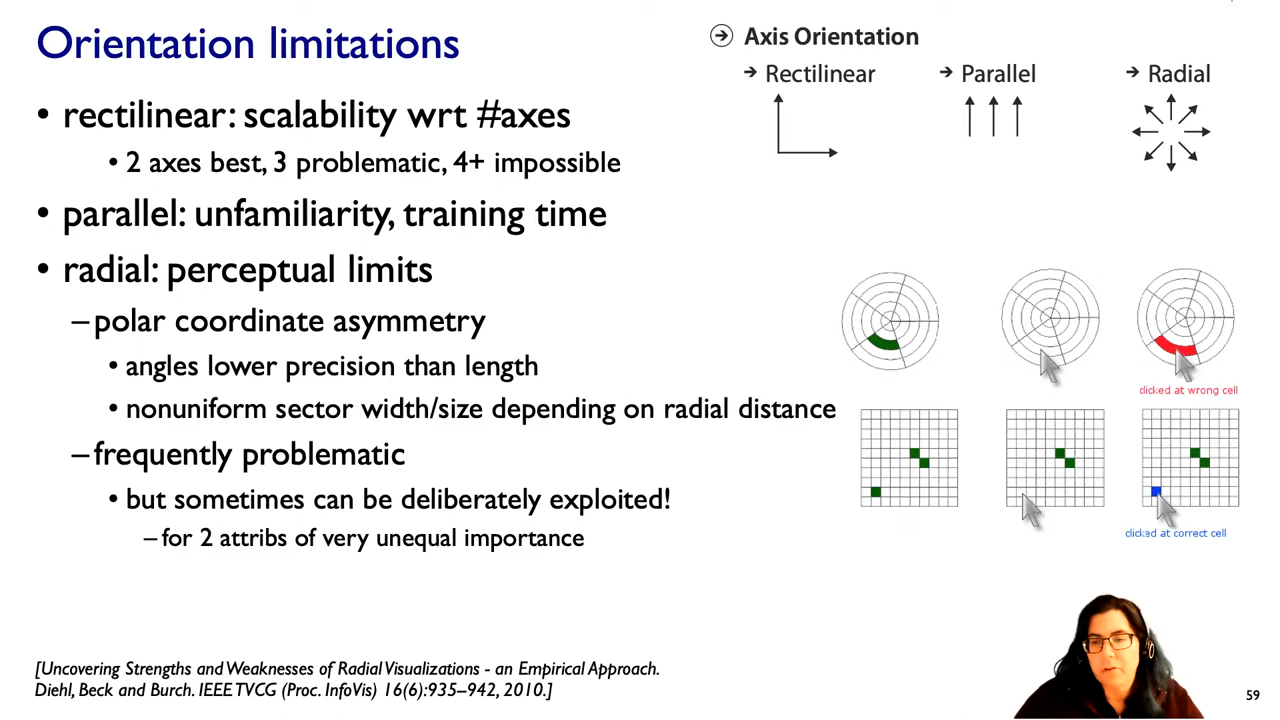 Orientation limitations
• rectilinear: scalability wrt #axes
• 2 axes best, 3 problematic, 4+ impossible
• parallel: unfamiliarity, training time
• radial: perceptual limits
–polar coordinate asymmetry
• angles lower precision than length
• nonuniform sector width/size depending on radial distance
–frequently problematic
• but sometimes can be deliberately exploited!
–for 2 attribs of very unequal importance
Axis Orientation
Rectilinear
Parallel
Radial
clicked at wrong cell
clicked at correct cell
[Uncovering Strengths and Weaknesses of Radial Visualizations - an Empirical Approach.
Diehl, Beck and Burch. IEEE TVCG (Proc. InfoVis) 16(6):935–942, 2010.]
59